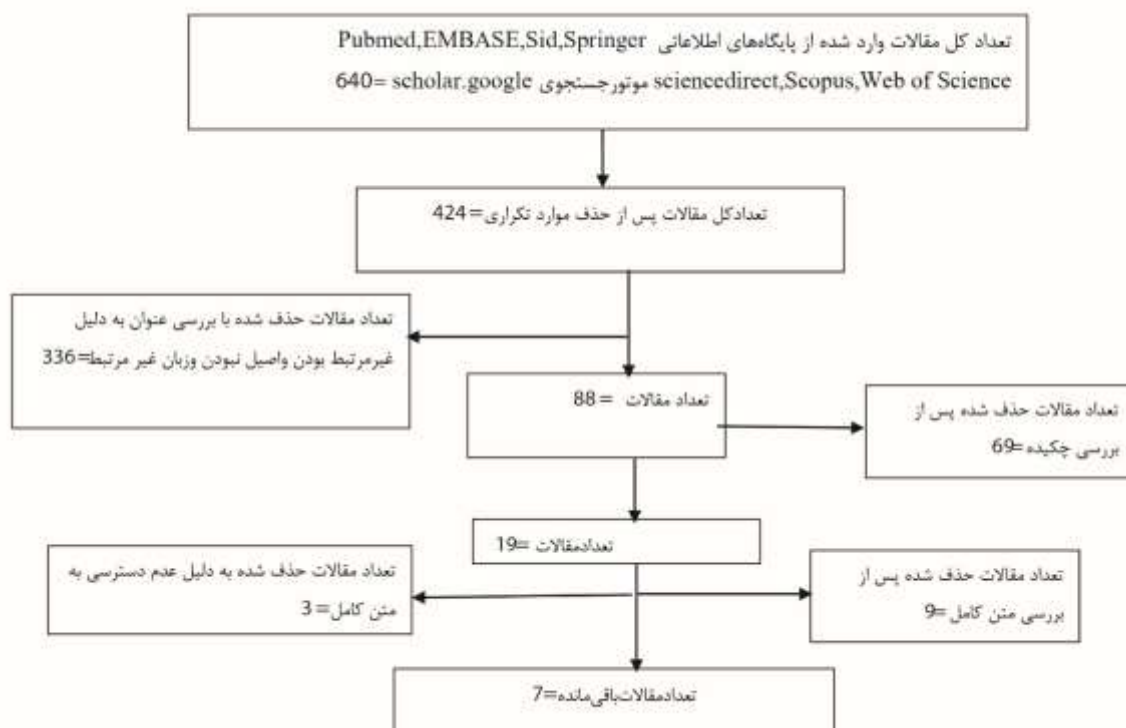 تعداد کل مقالات وارد شده از پایگاه‌های اطلاعاتی Pubmed,EMBASE,Sid,Springer
sciencedirect,Scopus,Web of Science موتورجستجوی scholar.google =640
تعدادکل مقالات پس از حذف موارد تکراری=424
تعداد مقالات حذف شده با بررسی عنوان به دلیل
غیرمرتبط بودن واصیل نبودن وزبان غیر مرتبط=336
تعداد مقالات = 88
تعداد مقالات حذف شده پس از
بررسی چکیده=69
تعدادمقالات =19
تعداد مقالات حذف شده به دلیل عدم دسترسی به
متن کامل= 3
تعداد مقالات حذف شده پس از
بررسی متن کامل =9
تعدادمقالات‌باقی‌مانده=7